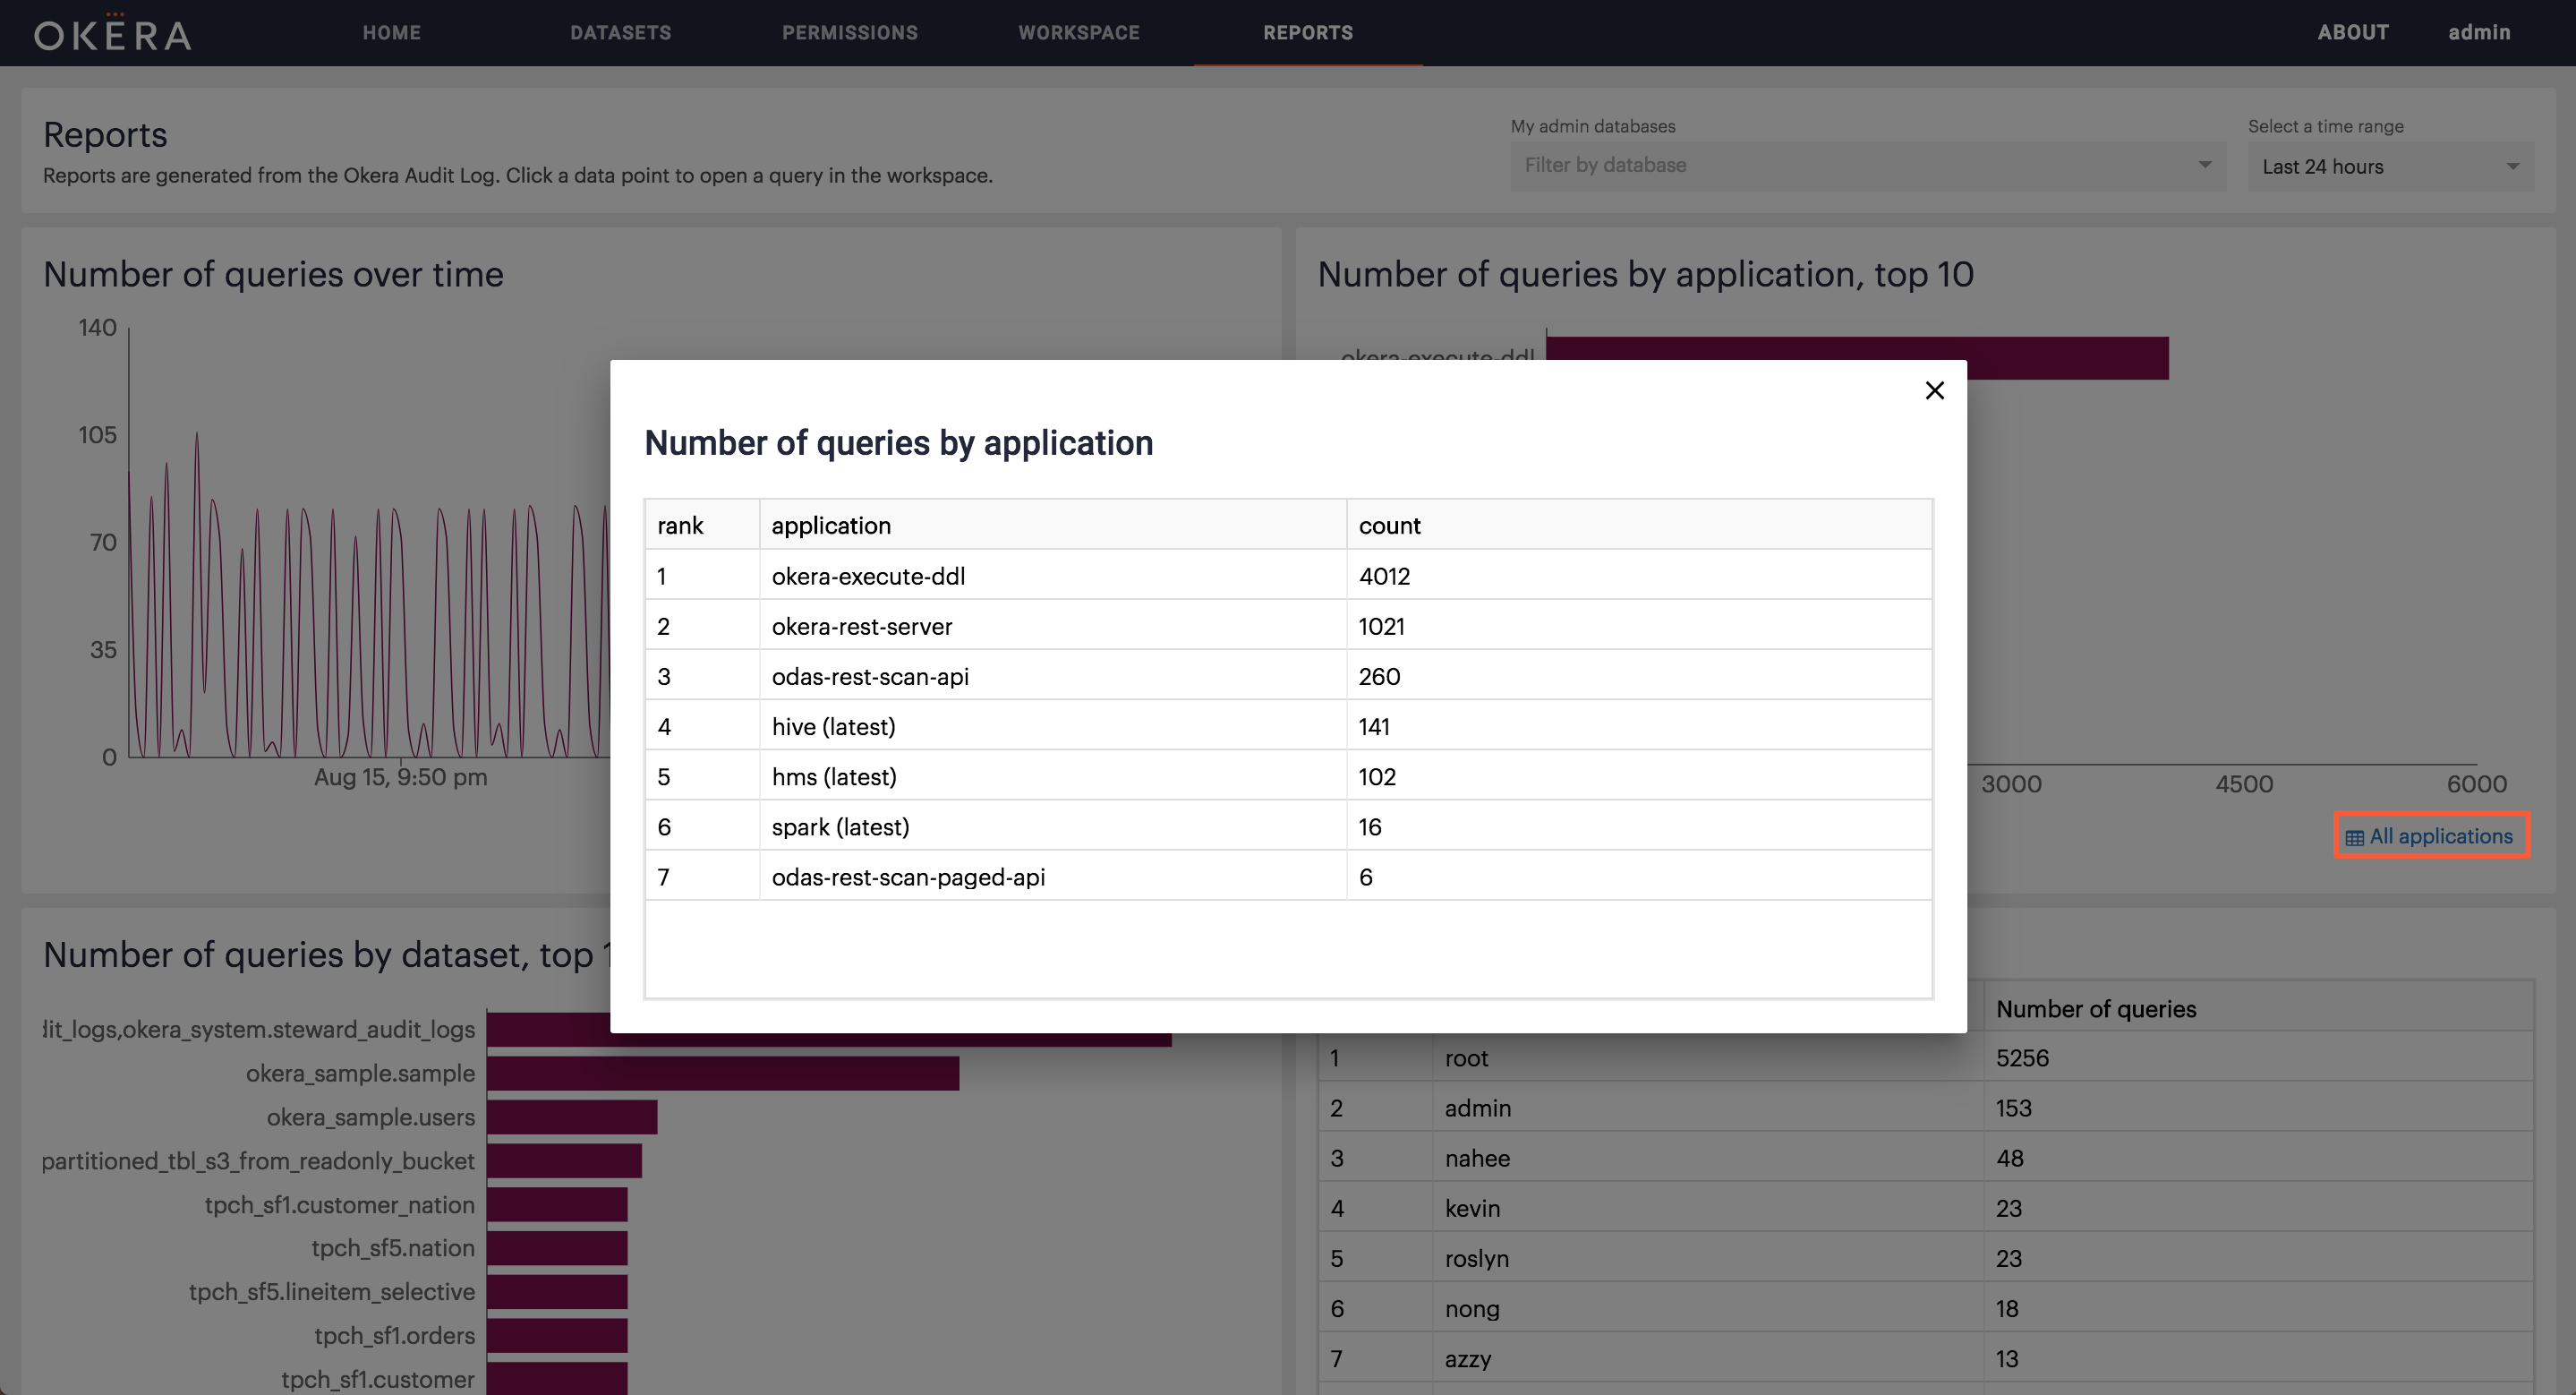 OKERA
HOME
DATASETS
PERMISSIONS
WORKSPACE
REPORTS
ABOUT
admin
Reports
Reports are generated from the Okera Audit Log. Click a data point to open a query in the workspace.
My admin databases
Filter by database
Select a time range
Last 24 hours
Number of queries over time
140
105
70
35
0
Aug 15, 9:50 pm
Number of queries by application, top 10
okera-execute-ddl
3000
4500
6000
All applications
Number of queries by application
rank application count
1 okera-execute-ddl 4012
2 okera-rest-server 1021
3 odas-rest-scan-api 260
4 hive (latest) 141
5 hms (latest) 102
6 spark (latest) 16
7 odas-rest-scan-paged-api 6
Number of queries by dataset, top
dit_logs,okera_system.steward_audit_logs
okera_sample.sample
okera_sample.users
partitioned_tbl_s3_from_readonly_bucket
tpch_sf1.customer_nation
tpch_sf5.nation
tpch_sf5.lineitem_selective
tpch_sf1.orders
tpch_sf1.customer
Number of queries
1 root 5256
2 admin 153
3 nahee 48
4 kevin 23
5 roslyn 23
6 nong 18
7 azzy 13